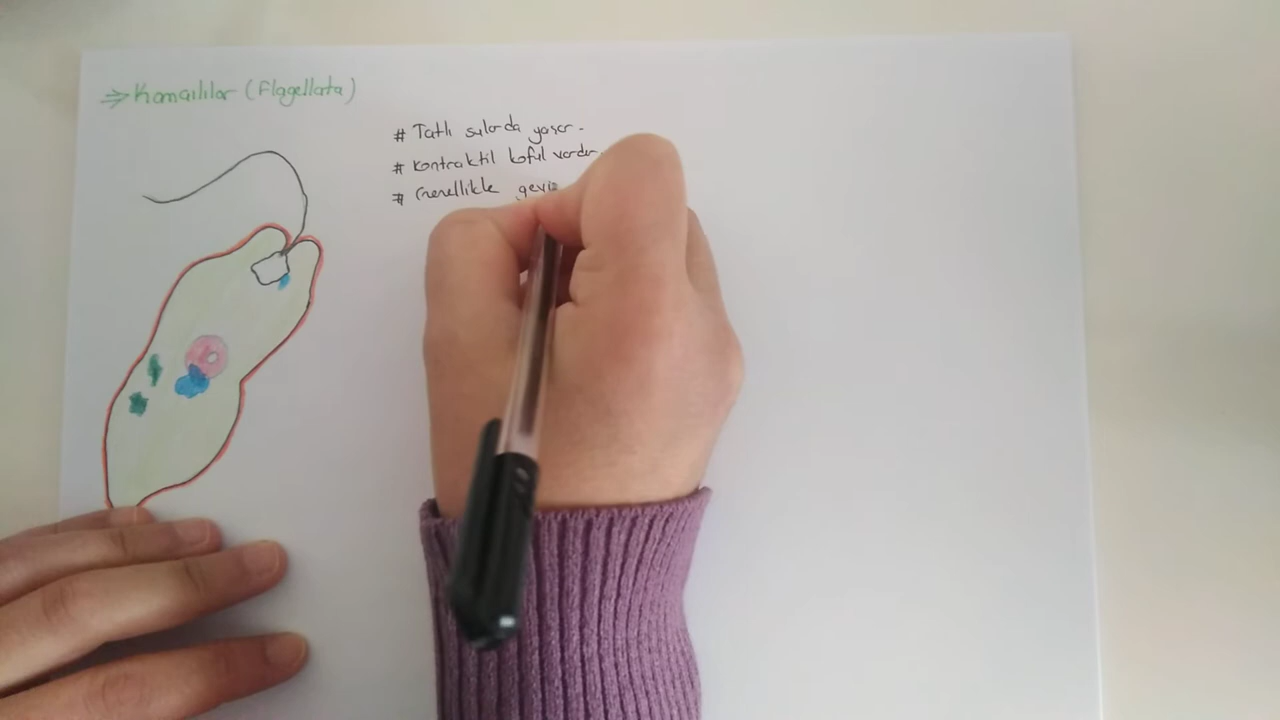 ⇒ Kamçılılar (Flagellata)
# Tatlı sularda yaşar.
# Kontraktil koful vardır.
# Genellikle